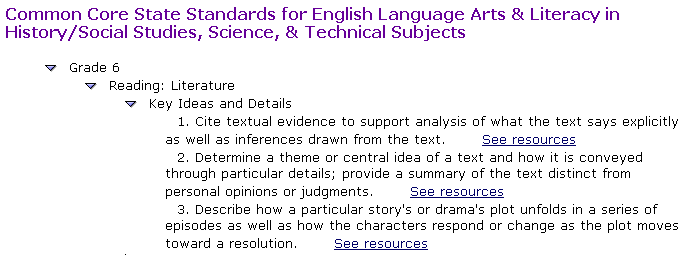 Common Core State Standards for English Language Arts & Literacy in
History/Social Studies, Science, & Technical Subjects
Grade 6
Reading: Literature
Key Ideas and Details
1. Cite textual evidence to support analysis of what the text says explicitly
as well as inferences drawn from the text. See resources
2. Determine a theme or central idea of a text and how it is conveyed
through particular details; provide a summary of the text distinct from
personal opinions or judgments. See resources
3. Describe how a particular story's or drama's plot unfolds in a series of
episodes as well as how the characters respond or change as the plot moves
toward a resolution. See resources